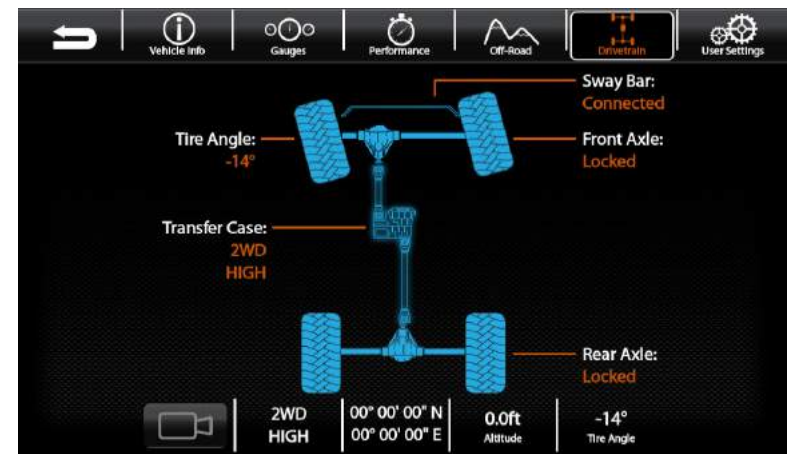 Vehicle Info
Gauges
Performance
Off-Road
Drivetrain
User Settings
Sway Bar:
Connected
Tire Angle:
-14°
Front Axle:
Locked
Transfer Case:
2WD
HIGH
Rear Axle:
Locked
2WD
HIGH
00° 00' 00" N
00° 00' 00" E
0.0ft
Altitude
-14°
Tire Angle